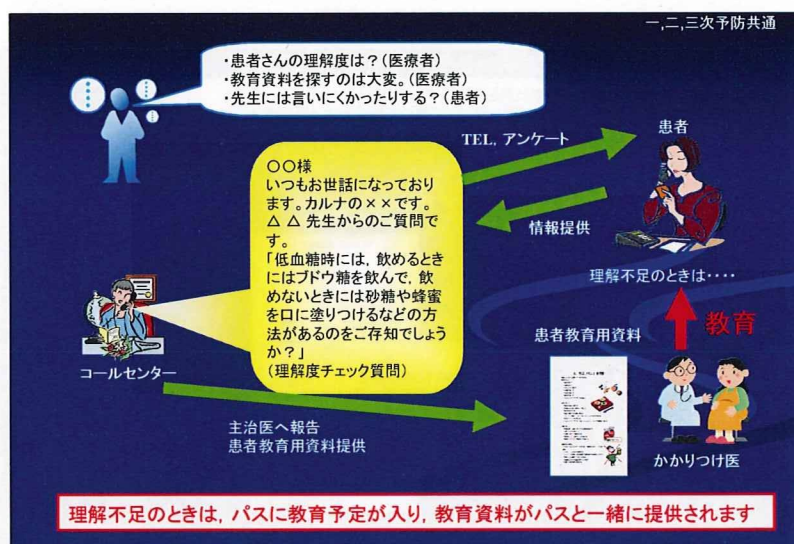 一,二,三次予防共通
・患者さんの理解度は？(医療者)
・教育資料を探すのは大変。(医療者)
・先生には言いにくかったりする？(患者)
TEL, アンケート
患者
〇〇様
いつもお世話になっており
ます。カルナの××です。
△ △ 先生からのご質問で
す。
「低血糖時には，飲めるとき
にはブドウ糖を飲んで，飲
めないときには砂糖や蜂蜜
を口に塗りつけるなどの方
法があるのをご存知でしょう
か？」
(理解度チェック質問)
情報提供
理解不足のときは・・・・
教育
患者教育用資料
コールセンター
主治医へ報告
患者教育用資料提供
かかりつけ医
理解不足のときは，パスに教育予定が入り，教育資料がパスと一緒に提供されます